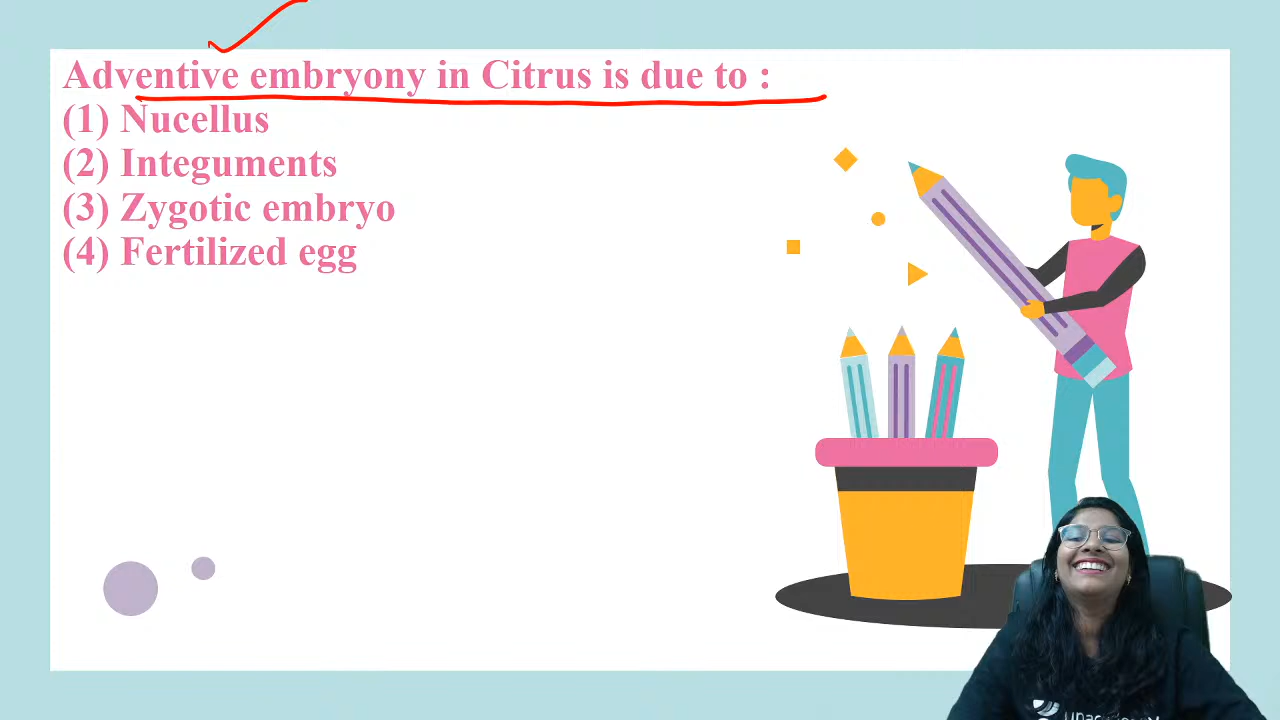 Adventive embryony in Citrus is due to :
(1) Nucellus
(2) Integuments
(3) Zygotic embryo
(4) Fertilized egg